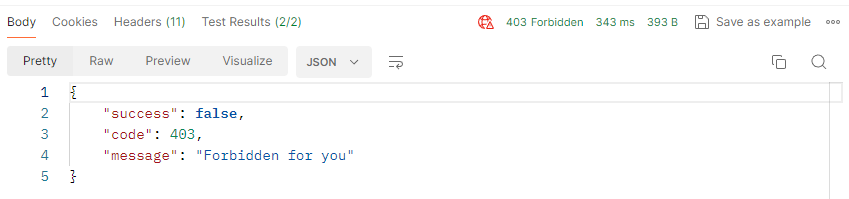 Body Cookies Headers (11) Test Results (2/2) 403 Forbidden 343 ms 393 B Save as example
Pretty Raw Preview Visualize JSON
1 {
2 "success": false,
3 "code": 403,
4 "message": "Forbidden for you"
5 }